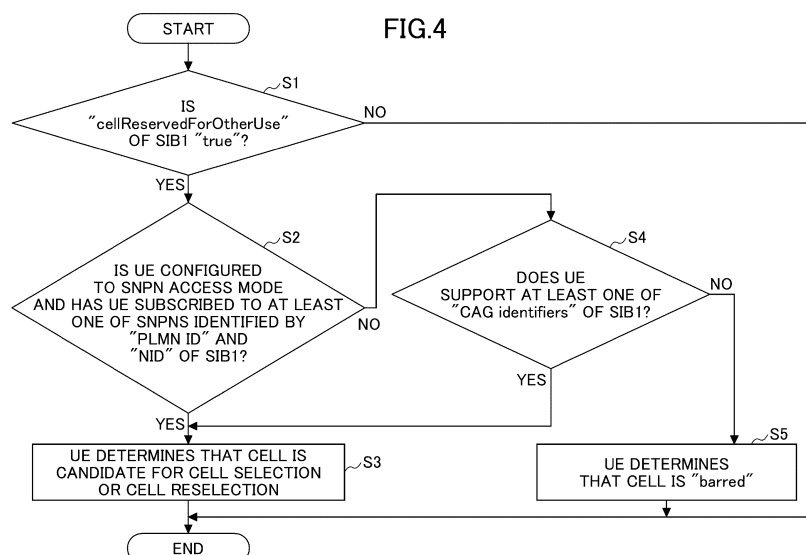 FIG.4
START
S1
IS
"cellReservedForOtherUse"
OF SIB1 "true"?
NO
YES
S2
IS UE CONFIGURED
TO SNPN ACCESS MODE
AND HAS UE SUBSCRIBED TO AT LEAST
ONE OF SNPNS IDENTIFIED BY
"PLMN ID" AND
"NID" OF SIB1?
NO
YES
S4
DOES UE
SUPPORT AT LEAST ONE OF
"CAG identifiers" OF SIB1?
NO
YES
S3
UE DETERMINES THAT CELL IS
CANDIDATE FOR CELL SELECTION
OR CELL RESELECTION
S5
UE DETERMINES
THAT CELL IS "barred"
END